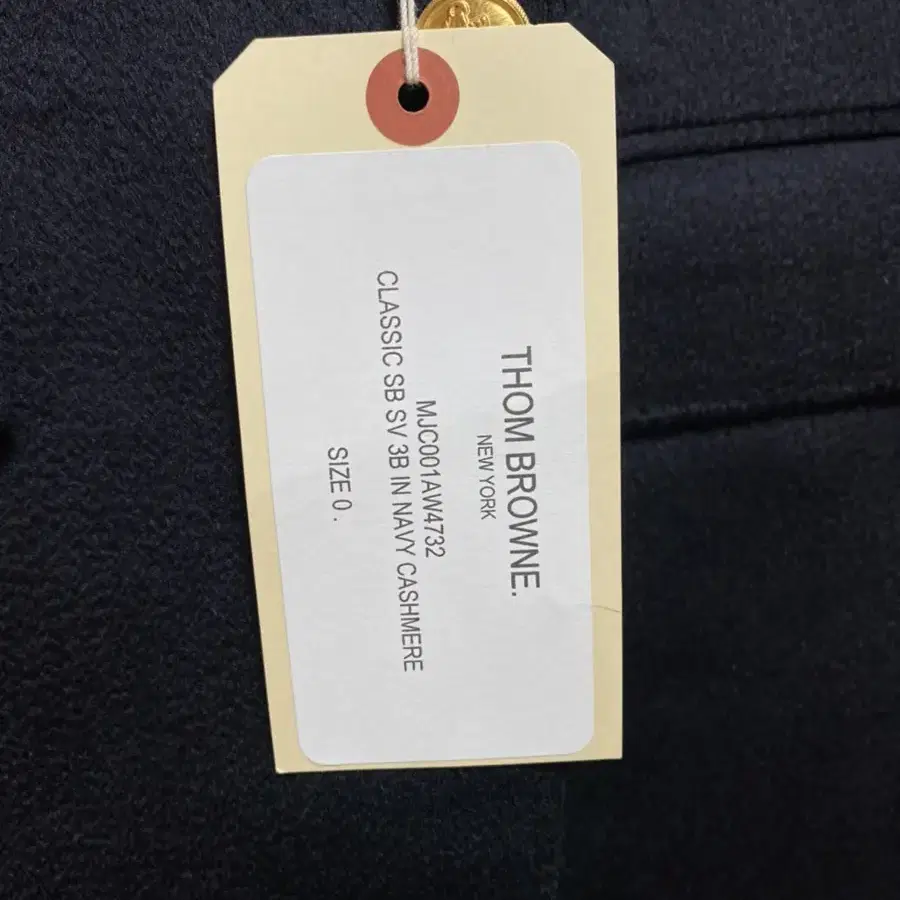 THOM BROWNE.
NEW YORK
MJC001AW4732
CLASSIC SB SV 3B IN NAVY CASHMERE
SIZE 0 .